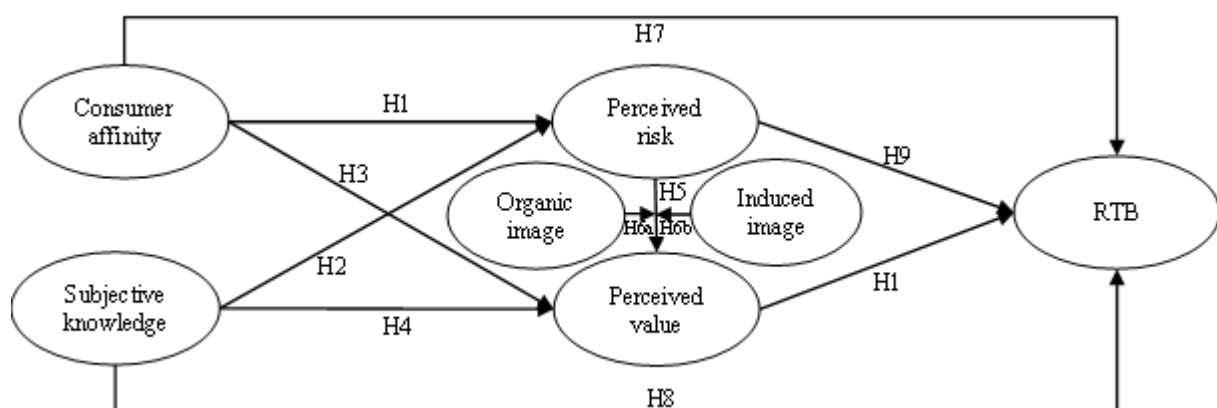 H7
Consumer
affinity
H1
Perceived
risk
H3
H9
Organic
image
H5
H6a
H6b
Induced
image
RTB
H2
Subjective
knowledge
H4
Perceived
value
H1
H8